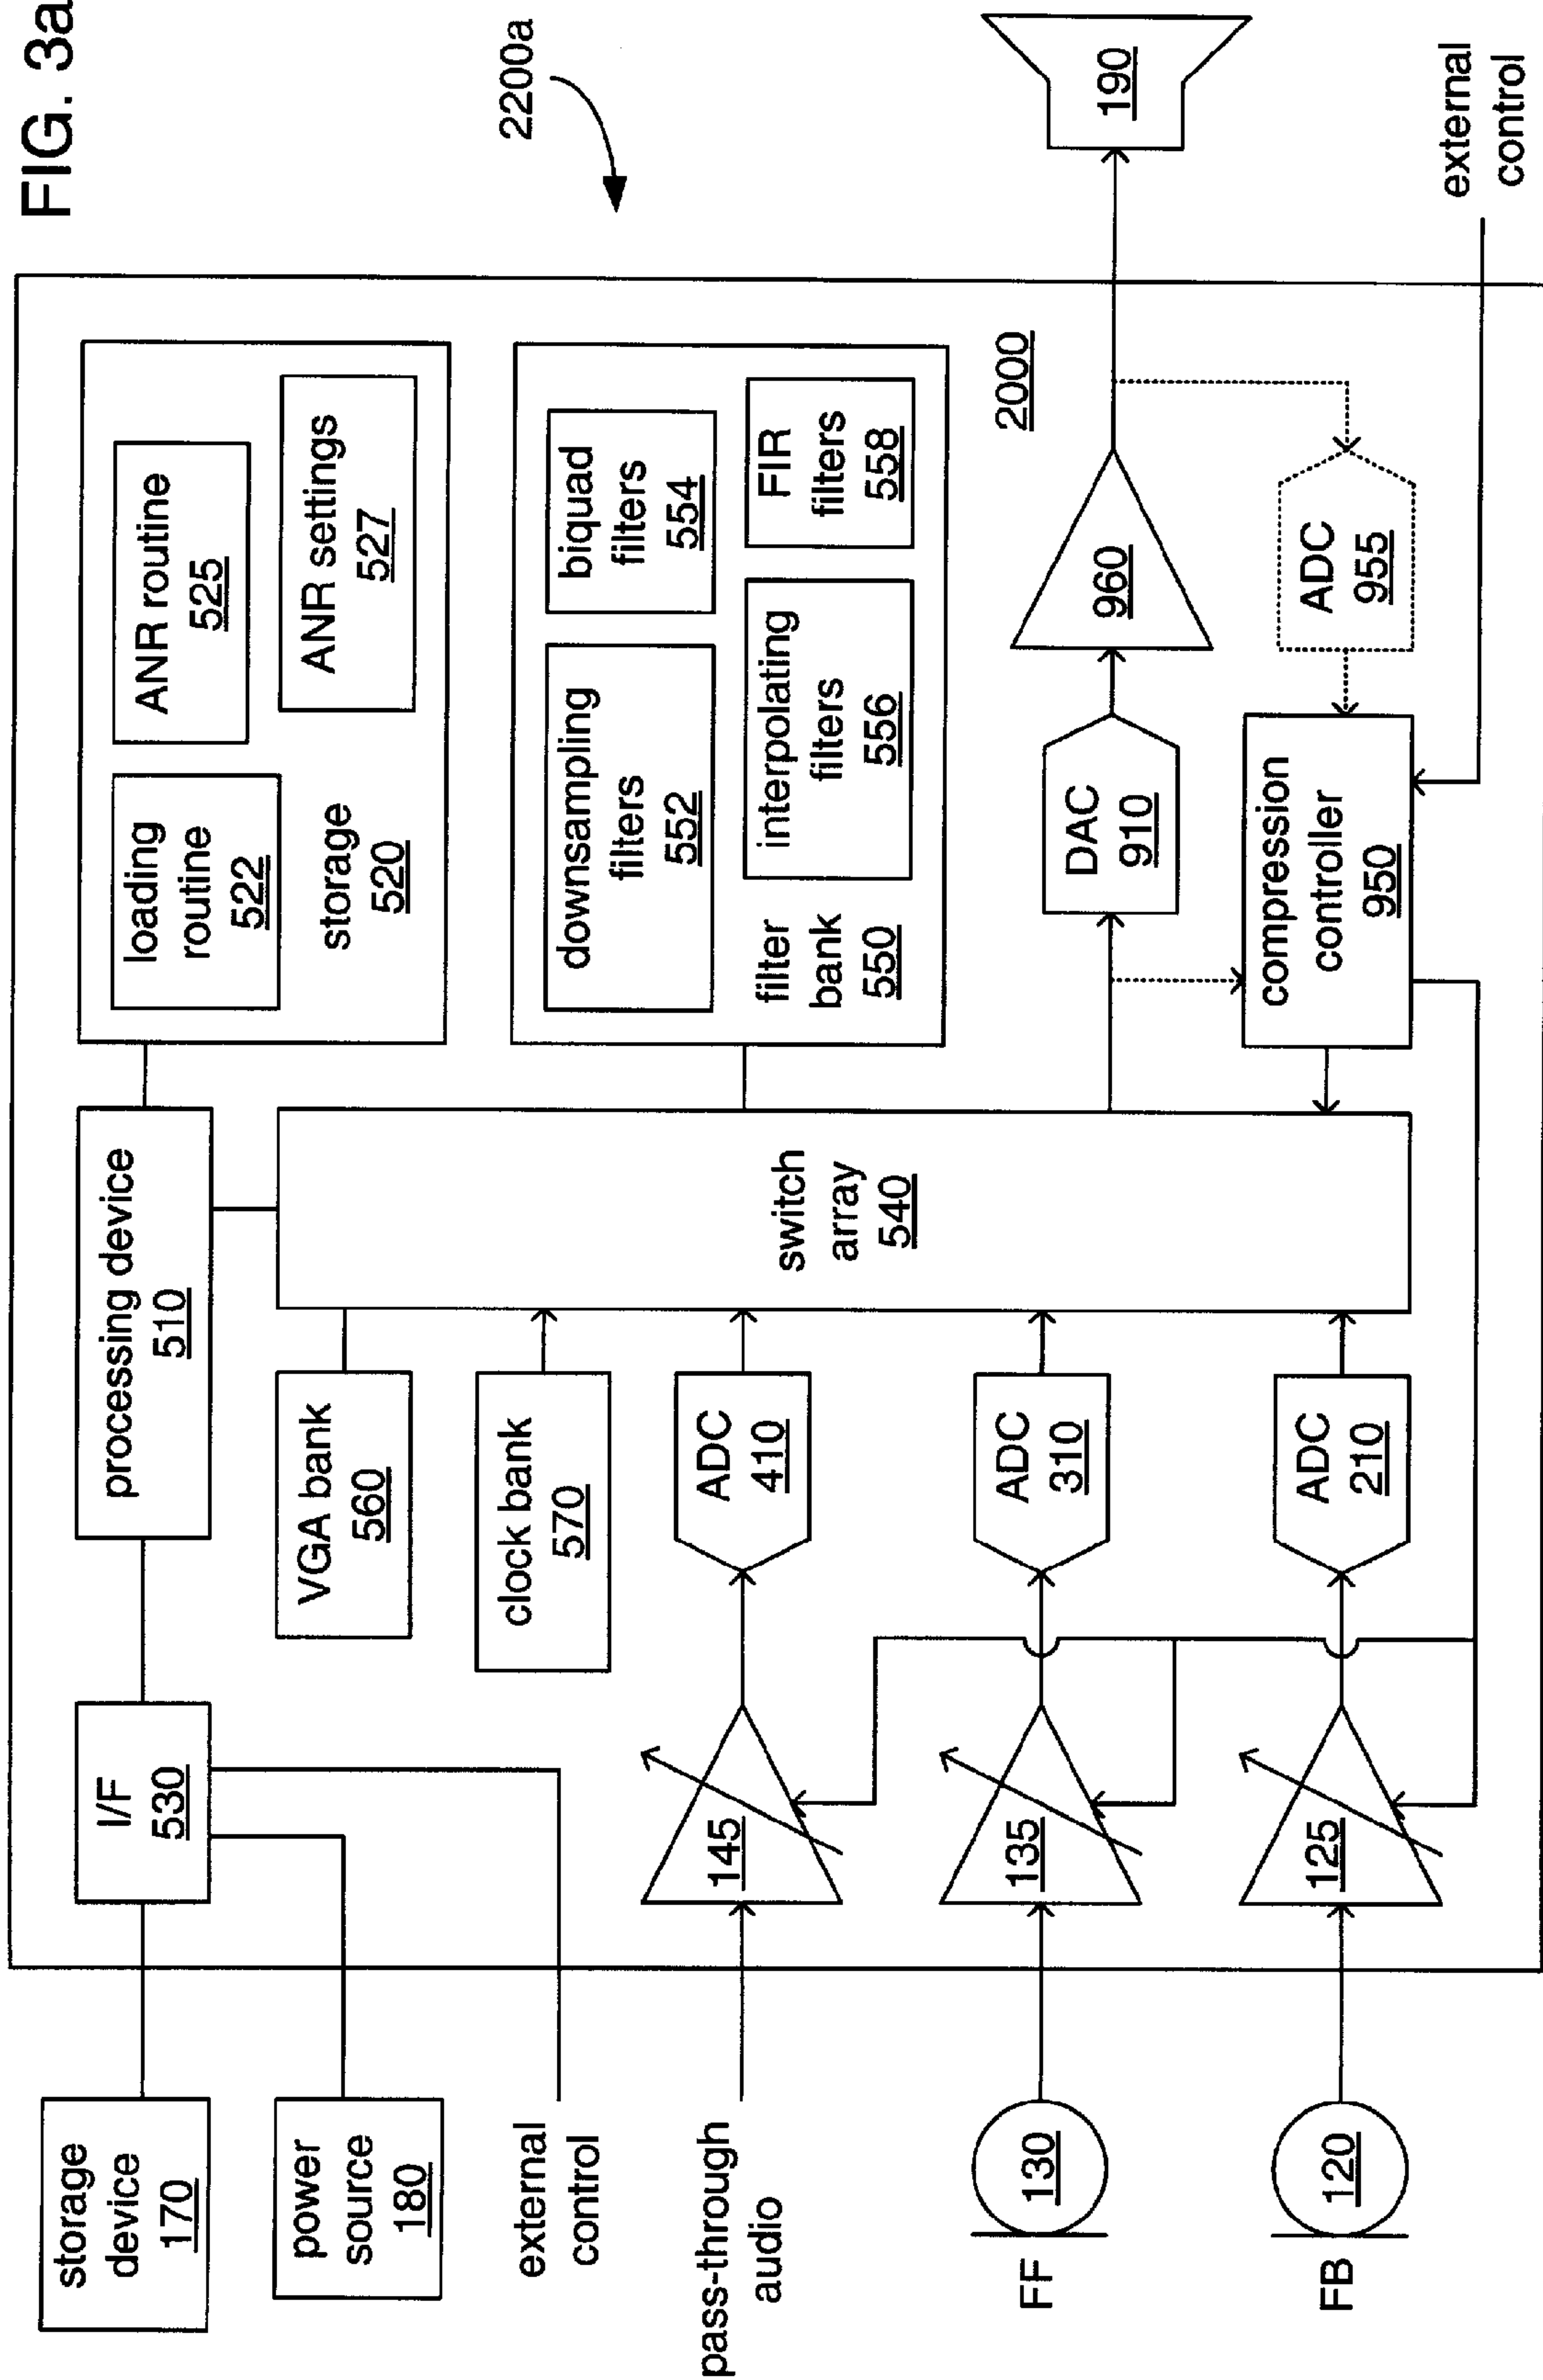 FIG. 3a
2200a
storage
device
170
power
source
180
external
control
pass-through
audio
FF
130
FB
120
I/F
530
processing device
510
loading
routine
522
ANR routine
525
ANR settings
527
storage
520
VGA bank
560
clock bank
570
145
135
125
ADC
410
ADC
310
ADC
210
switch
array
540
downsampling
filters
552
biquad
filters
554
interpolating
filters
556
FIR
filters
558
filter
bank
550
2000
DAC
910
960
ADC
955
compression
controller
950
190
external
control